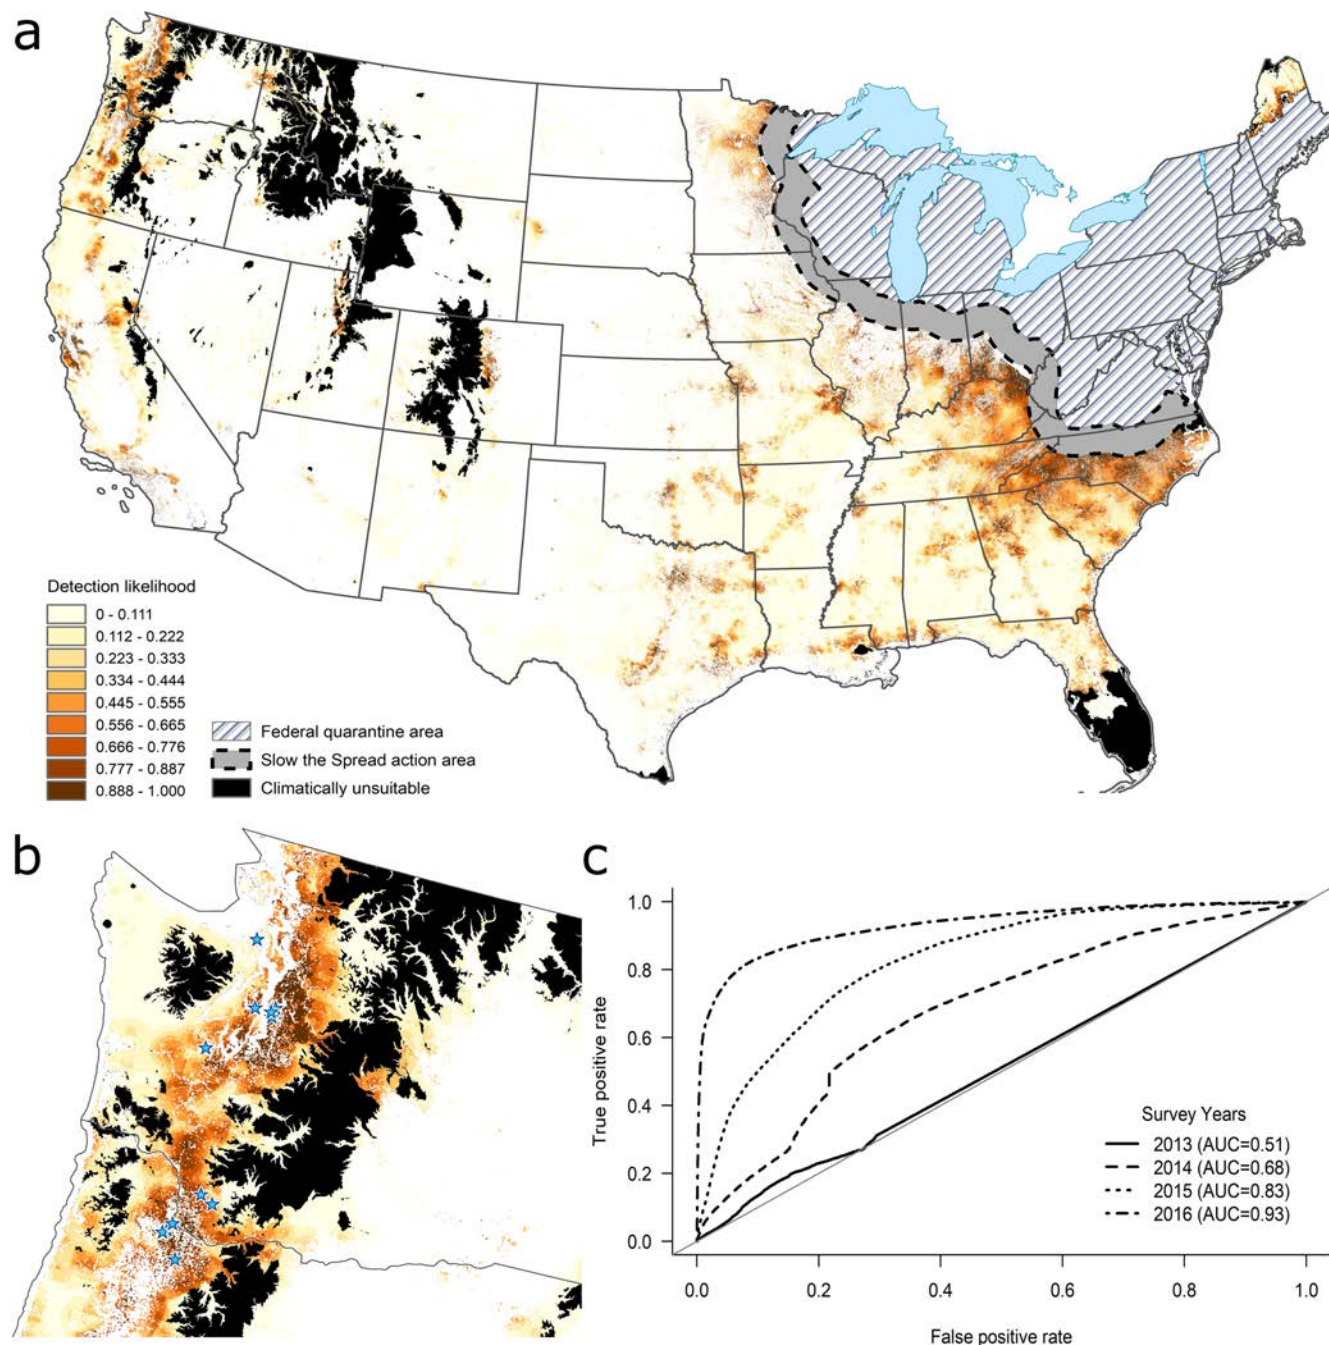 a
Detection likelihood
0 - 0.111
0.112 - 0.222
0.223 - 0.333
0.334 - 0.444
0.445 - 0.555
0.556 - 0.665
0.666 - 0.776
0.777 - 0.887
0.888 - 1.000
Federal quarantine area
Slow the Spread action area
Climatically unsuitable
b
c
True positive rate
1.0
0.8
0.6
0.4
0.2
0.0
Survey Years
2013 (AUC=0.51)
2014 (AUC=0.68)
2015 (AUC=0.83)
2016 (AUC=0.93)
0.0 0.2 0.4 0.6 0.8 1.0
False positive rate